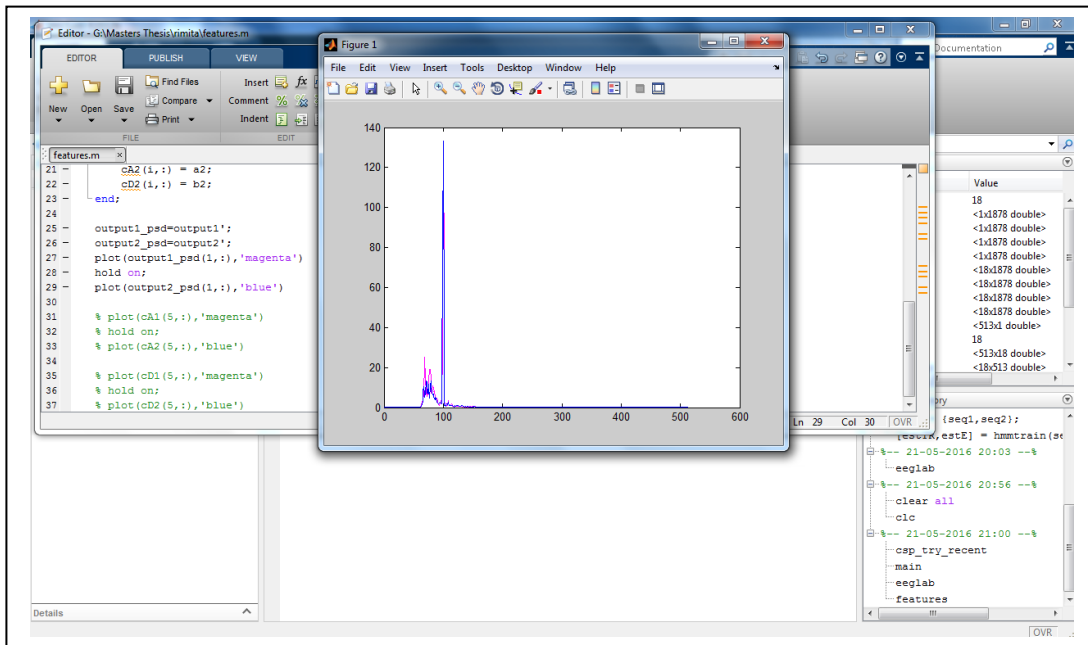 Editor - G:\Masters Thesis\rimita\features.m
EDITOR PUBLISH VIEW
New Open Save
Find Files
Compare
Print
Insert fx
Comment %
Indent
FILE EDIT
features.m ×
21 - cA2(i,:) = a2;
22 - cD2(i,:) = b2;
23 - end;
24
25 - output1_psd=output1';
26 - output2_psd=output2';
27 - plot(output1_psd(1,:),'magenta')
28 - hold on;
29 - plot(output2_psd(1,:),'blue')
30
31 % plot(cA1(5,:),'magenta')
32 % hold on;
33 % plot(cA2(5,:),'blue')
34
35 % plot(cD1(5,:),'magenta')
36 % hold on;
37 % plot(cD2(5,:),'blue')
Ln 29 Col 30 OVR
Figure 1
File Edit View Insert Tools Desktop Window Help
140
120
100
80
60
40
20
0
0 100 200 300 400 500 600
Documentation
Value
18
<1x1878 double>
<1x1878 double>
<1x1878 double>
<1x1878 double>
<18x1878 double>
<18x1878 double>
<18x1878 double>
<18x1878 double>
<513x1 double>
18
<513x18 double>
<18x513 double>
{seq1,seq2};
= hmmtrain(se
%-- 21-05-2016 20:03 --%
eeglab
%-- 21-05-2016 20:56 --%
clear all
clc
%-- 21-05-2016 21:00 --%
csp_try_recent
main
eeglab
features
Details
OVR